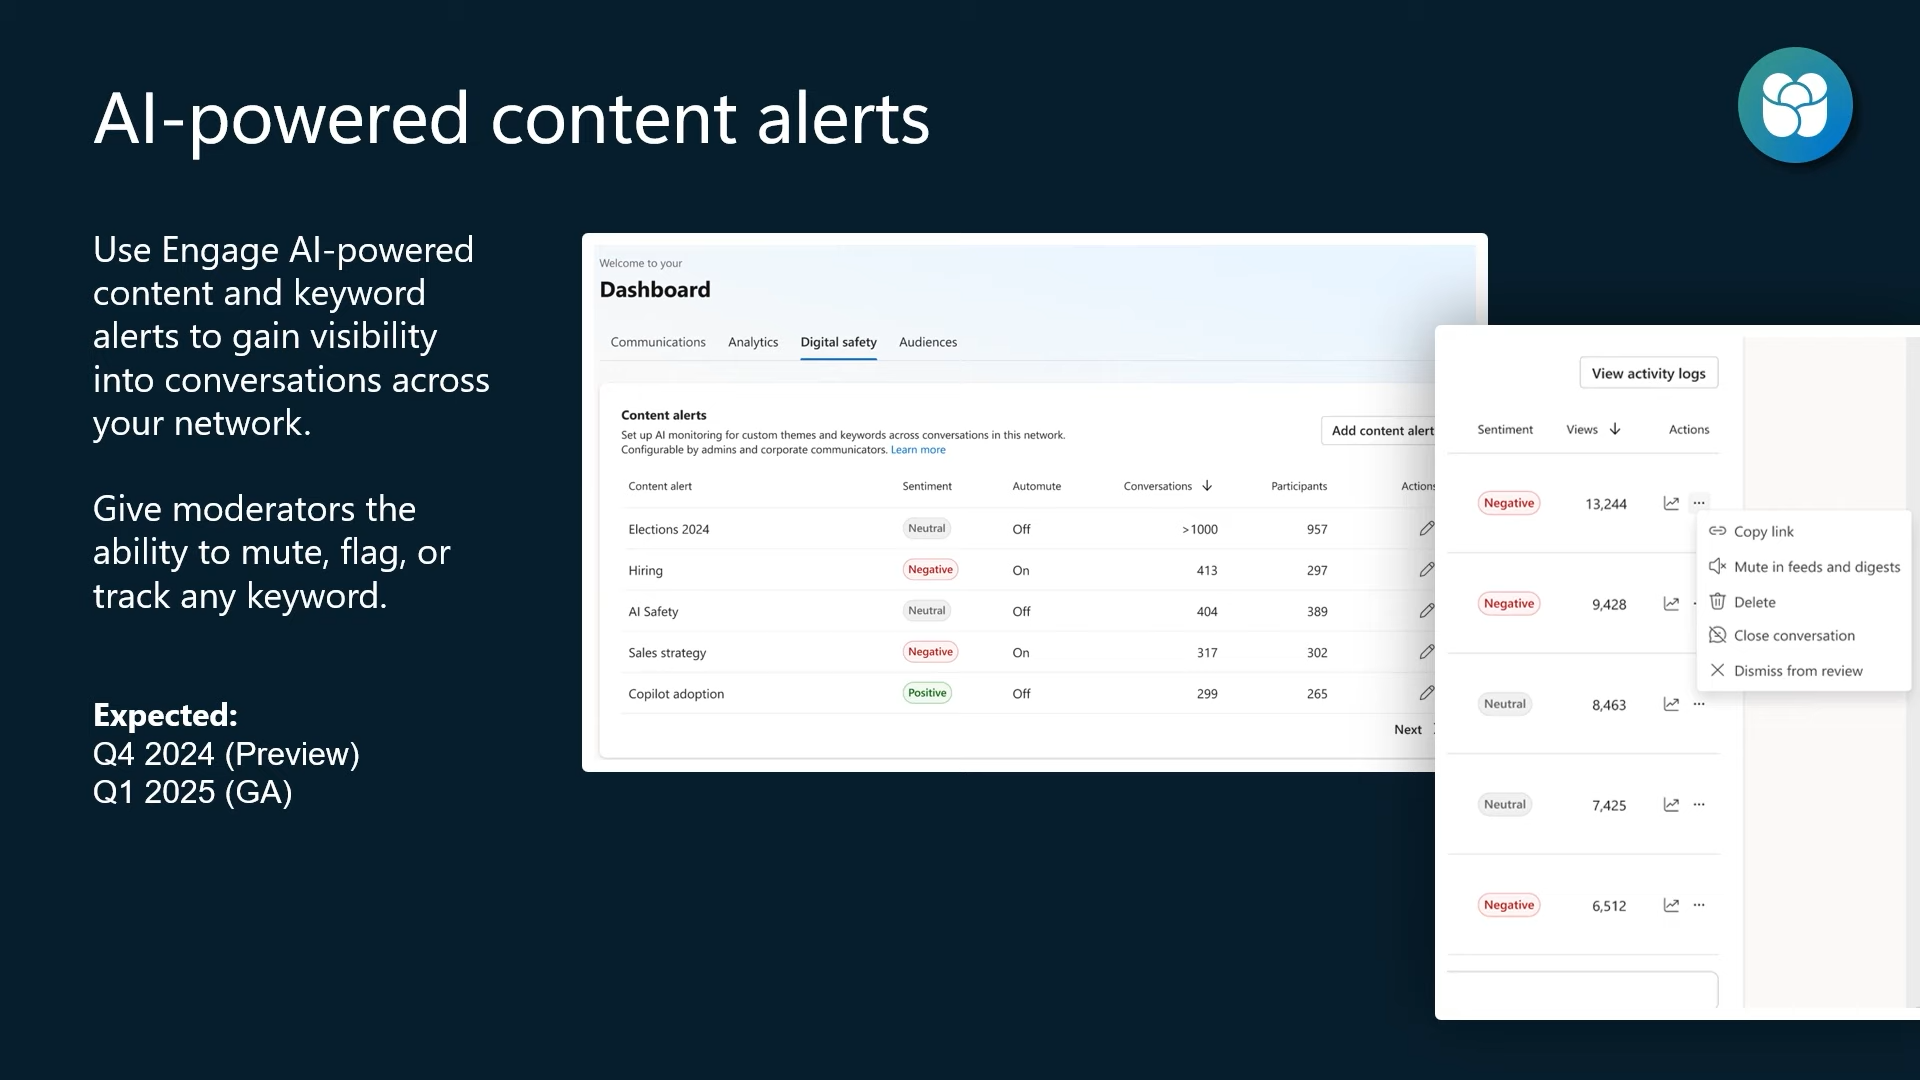 AI-powered content alerts
Use Engage AI-powered
content and keyword
alerts to gain visibility
into conversations across
your network.
Give moderators the
ability to mute, flag, or
track any keyword.
Expected:
Q4 2024 (Preview)
Q1 2025 (GA)
Welcome to your
Dashboard
Communications Analytics Digital safety Audiences
Content alerts
Set up AI monitoring for custom themes and keywords across conversations in this network.
Configurable by admins and corporate communicators. Learn more
Add content alert
Content alert Sentiment Automute Conversations ↓ Participants Actions
Elections 2024 Neutral Off >1000 957
Hiring Negative On 413 297
AI Safety Neutral Off 404 389
Sales strategy Negative On 317 302
Copilot adoption Positive Off 299 265
Next
View activity logs
Sentiment Views ↓ Actions
Negative 13,244 ...
Copy link
Mute in feeds and digests
Delete
Close conversation
Dismiss from review
Negative 9,428
Neutral 8,463 ...
Neutral 7,425 ...
Negative 6,512 ...